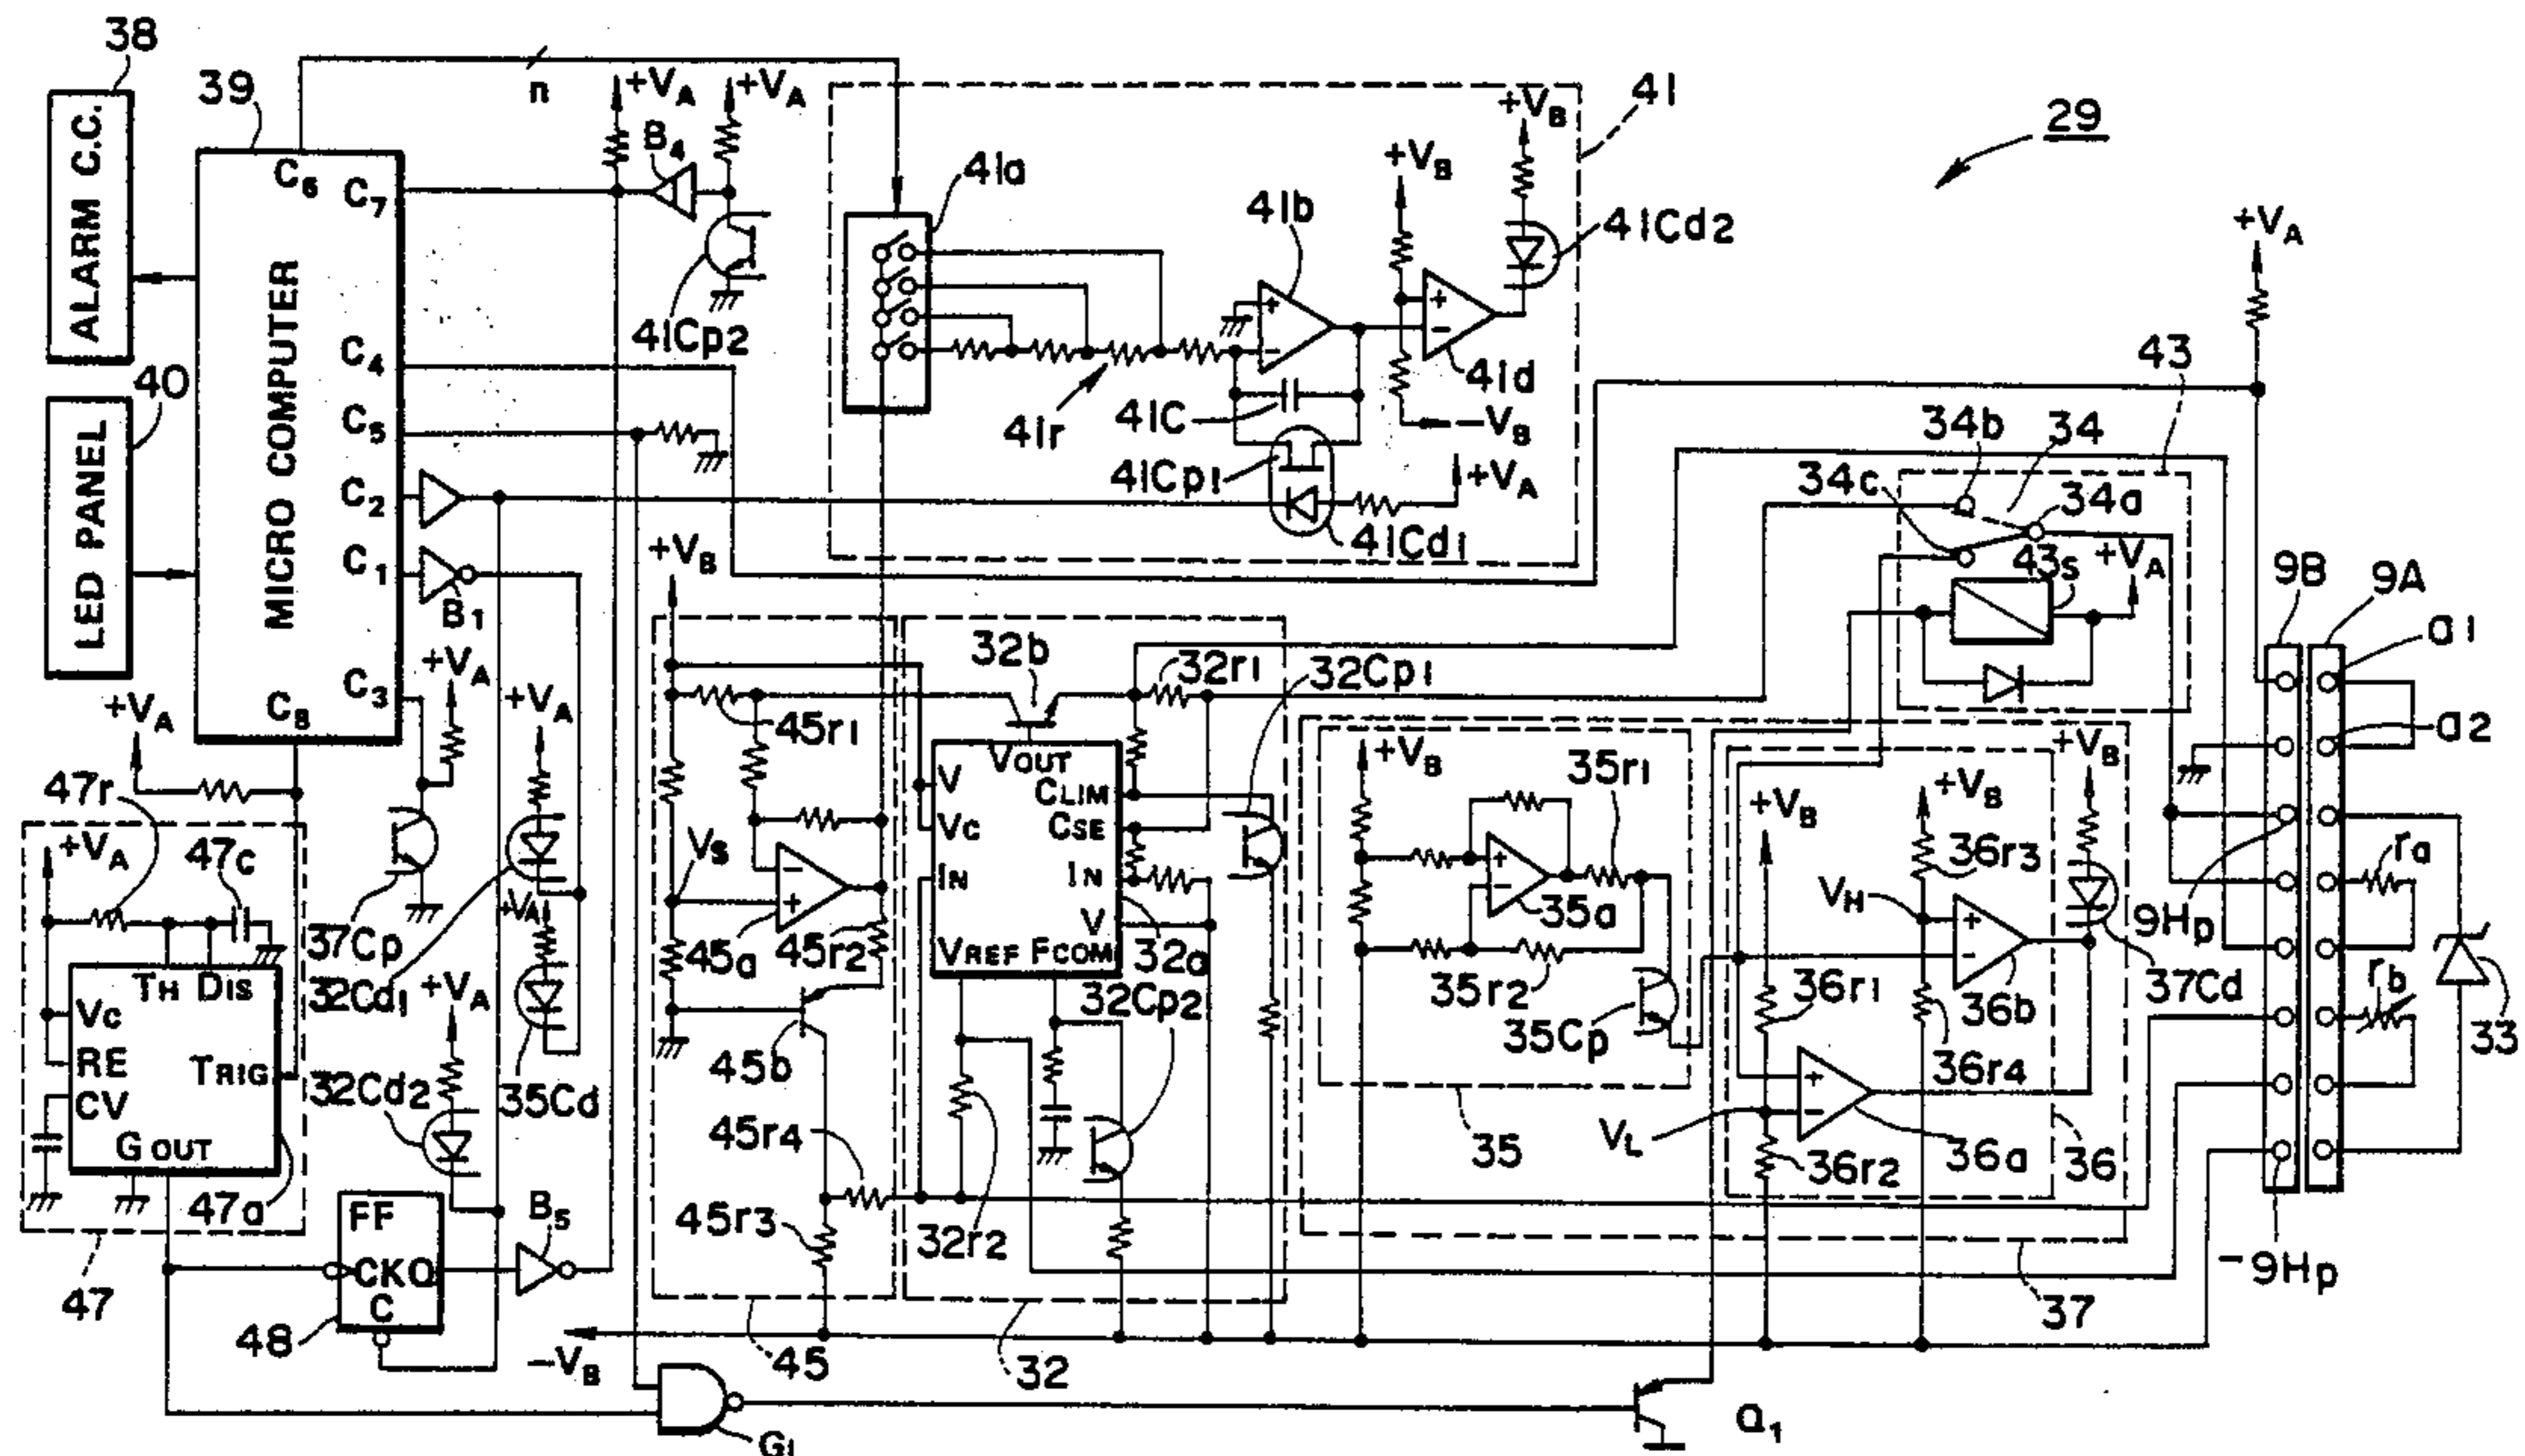 38
39
ALARM C.C.
40
LED PANEL
MICRO COMPUTER
C6
C7
C4
C5
C2
C1
C3
C8
n
+VA
+VA
B4
41Cp2
B1
41
41a
41b
41r
41C
41d
41Cp1
41Cd1
41Cd2
+VB
+VB
-VB
+VA
29
+VA
43
34b
34
34c
34a
43s
+VA
9B
9A
a1
a2
9Hp
ra
rb
33
-9Hp
+VA
47r
+VA
47c
TH DIS
VC
RE
CV
TRIG
G OUT
47a
47
+VA
37Cp
32Cd1
+VA
+VA
35Cd
+VA
32Cd2
FF
CKQ
C
48
B5
+VB
45r1
VS
45a
45r2
45b
45r4
45r3
45
-VB
32b
32r1
32Cp1
VOUT
V
VC
IN
VREF FCOM
CLIM
CSE
IN
V
32a
32Cp2
32r2
32
+VB
35r1
35a
35r2
35Cp
35
+VB
36r1
VL
36r2
36a
+VB
36r3
VH
36b
36r4
36
+VB
37Cd
37
G1
Q1